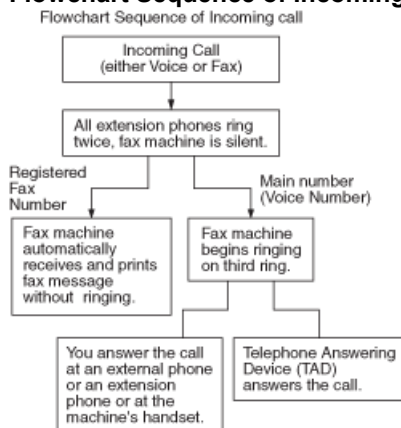 Flowchart Sequence of Incoming
Flowchart Sequence of Incoming call
Incoming Call
(either Voice or Fax)
All extension phones ring
twice, fax machine is silent.
Registered
Fax
Number
Main number
(Voice Number)
Fax machine
automatically
receives and prints
fax message
without ringing.
Fax machine
begins ringing
on third ring.
You answer the call
at an external phone
or an extension
phone or at the
machine's handset.
Telephone Answering
Device (TAD)
answers the call.